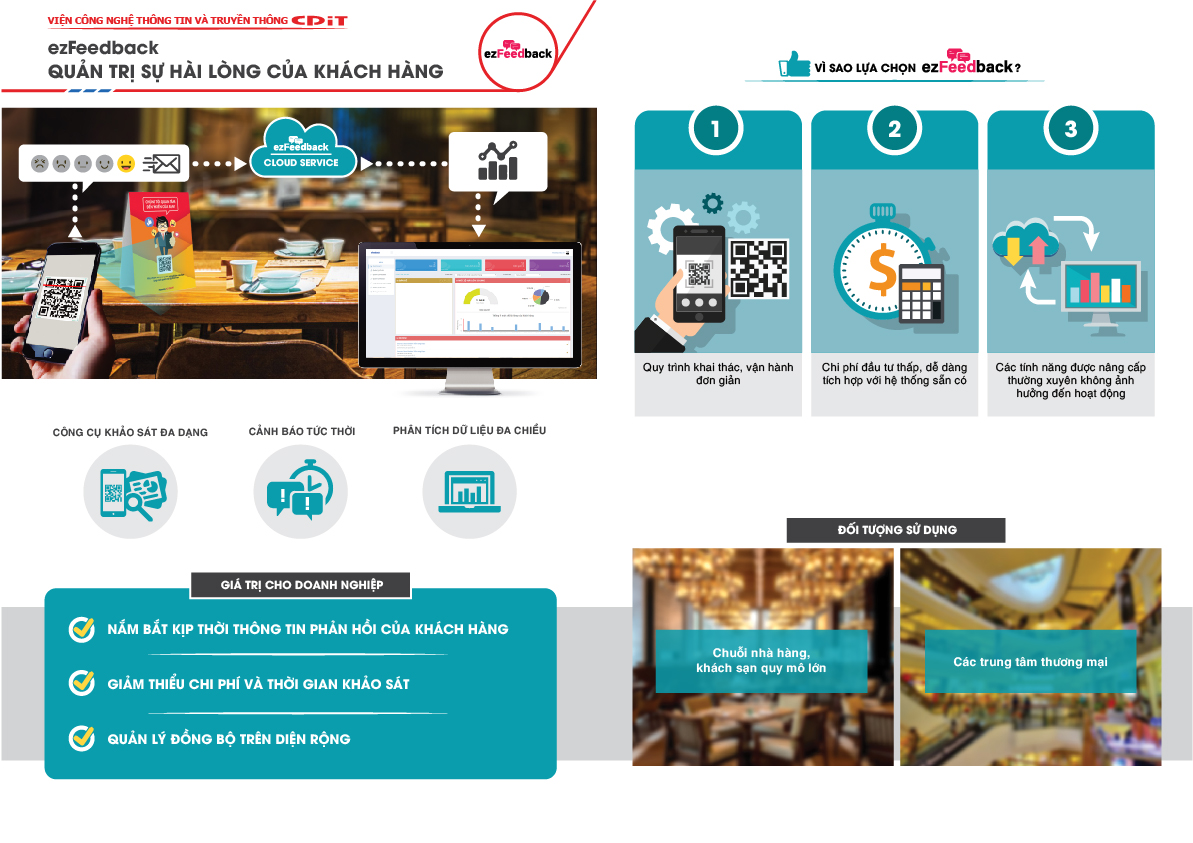 VIỆN CÔNG NGHỆ THÔNG TIN VÀ TRUYỀN THÔNG CDiT
ezFeedback
QUẢN TRỊ SỰ HÀI LÒNG CỦA KHÁCH HÀNG
ezFeedback
ezFeedback
CLOUD SERVICE
CÔNG CỤ KHẢO SÁT ĐA DẠNG
CẢNH BÁO TỨC THỜI
PHÂN TÍCH DỮ LIỆU ĐA CHIỀU
GIÁ TRỊ CHO DOANH NGHIỆP
NẮM BẮT KỊP THỜI THÔNG TIN PHẢN HỒI CỦA KHÁCH HÀNG
GIẢM THIỂU CHI PHÍ VÀ THỜI GIAN KHẢO SÁT
QUẢN LÝ ĐỒNG BỘ TRÊN DIỆN RỘNG
VÌ SAO LỰA CHỌN ezFeedback?
1
2
3
Quy trình khai thác, vận hành
đơn giản
Chi phí đầu tư thấp, dễ dàng
tích hợp với hệ thống sẵn có
Các tính năng được nâng cấp
thường xuyên không ảnh
hưởng đến hoạt động
ĐỐI TƯỢNG SỬ DỤNG
Chuỗi nhà hàng,
khách sạn quy mô lớn
Các trung tâm thương mại